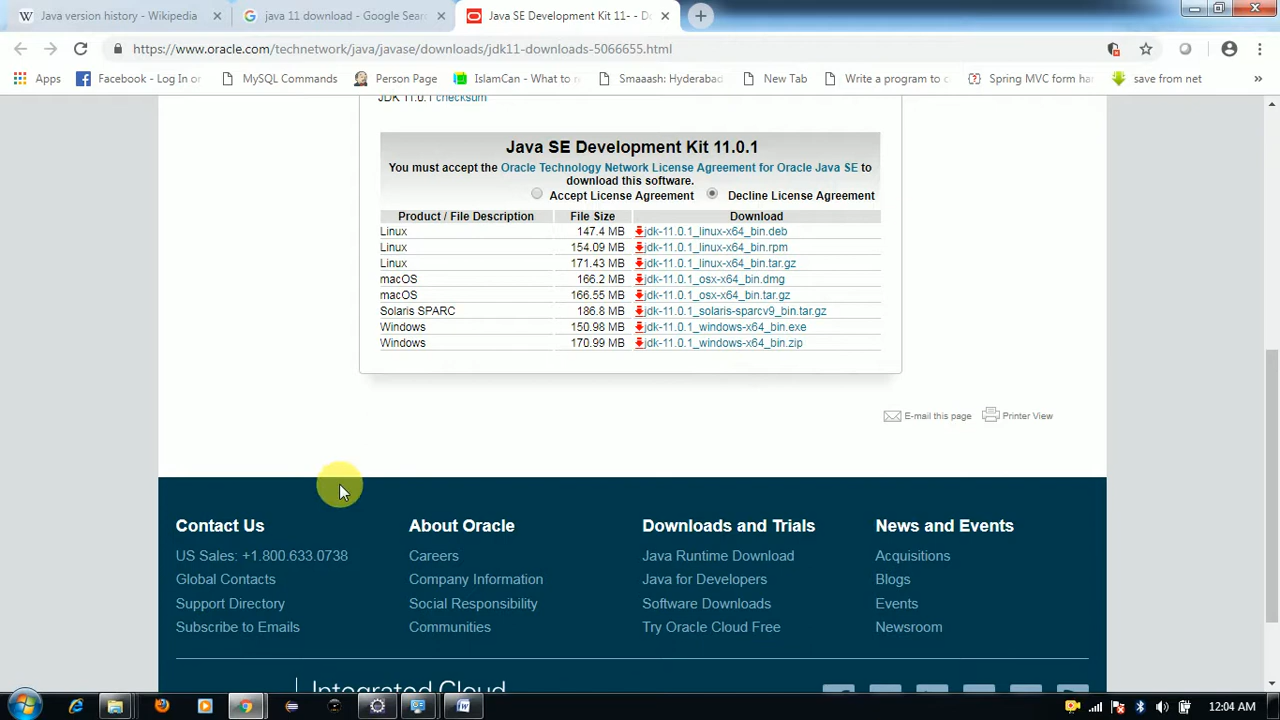 Java version history - Wikipedia
java 11 download - Google Sear
Java SE Development Kit 11- - Do
https://www.oracle.com/technetwork/java/javase/downloads/jdk11-downloads-5066655.html
Apps
Facebook - Log In or
MySQL Commands
Person Page
IslamCan - What to n
Smaaash: Hyderabad
New Tab
Write a program to c
Spring MVC form ha
save from net
»
JDK 11.0.1 checksum
Java SE Development Kit 11.0.1
You must accept the Oracle Technology Network License Agreement for Oracle Java SE to
download this software.
Accept License Agreement Decline License Agreement
Product / File Description File Size Download
Linux 147.4 MB jdk-11.0.1_linux-x64_bin.deb
Linux 154.09 MB jdk-11.0.1_linux-x64_bin.rpm
Linux 171.43 MB jdk-11.0.1_linux-x64_bin.tar.gz
macOS 166.2 MB jdk-11.0.1_osx-x64_bin.dmg
macOS 166.55 MB jdk-11.0.1_osx-x64_bin.tar.gz
Solaris SPARC 186.8 MB jdk-11.0.1_solaris-sparcv9_bin.tar.gz
Windows 150.98 MB jdk-11.0.1_windows-x64_bin.exe
Windows 170.99 MB jdk-11.0.1_windows-x64_bin.zip
E-mail this page Printer View
Contact Us
US Sales: +1.800.633.0738
Global Contacts
Support Directory
Subscribe to Emails
About Oracle
Careers
Company Information
Social Responsibility
Communities
Downloads and Trials
Java Runtime Download
Java for Developers
Software Downloads
Try Oracle Cloud Free
News and Events
Acquisitions
Blogs
Events
Newsroom
Integrated Cloud
12:04 AM